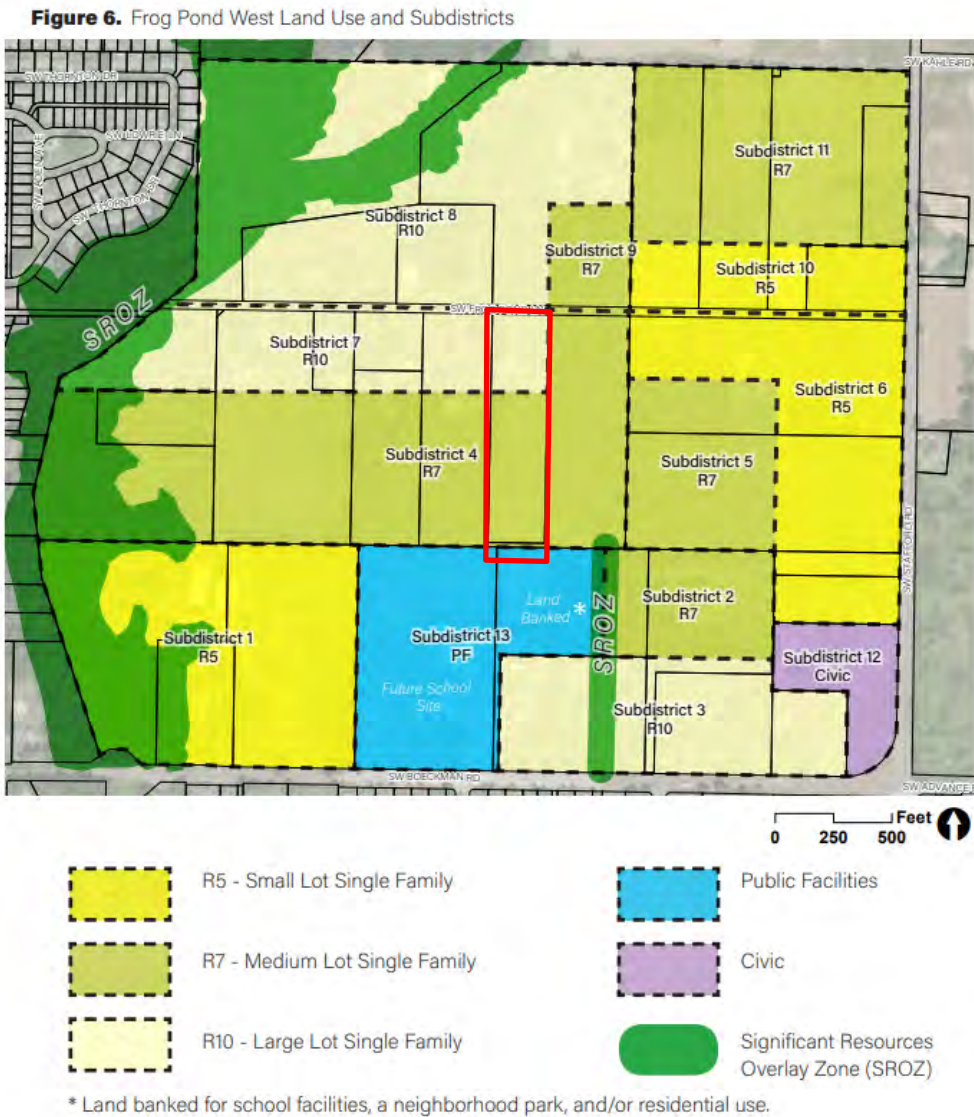 Figure 6. Frog Pond West Land Use and Subdistricts
SW KAHLE RD
SW THORNTON DR
SW LOWRIE LN
SW THORNTON DR
Subdistrict 11
R7
Subdistrict 8
R10
Subdistrict 9
R7
Subdistrict 10
R5
SROZ
Subdistrict 7
R10
Subdistrict 6
R5
Subdistrict 4
R7
Subdistrict 5
R7
SW STAFFORD RD
Land
Banked *
SROZ
Subdistrict 2
R7
Subdistrict 1
R5
Subdistrict 13
PF
Subdistrict 12
Civic
Future School
Site
Subdistrict 3
R10
SW BOECKMAN RD
SW ADVANCE
Feet
0 250 500
R5 - Small Lot Single Family
Public Facilities
R7 - Medium Lot Single Family
Civic
R10 - Large Lot Single Family
Significant Resources
Overlay Zone (SROZ)
* Land banked for school facilities, a neighborhood park, and/or residential use.